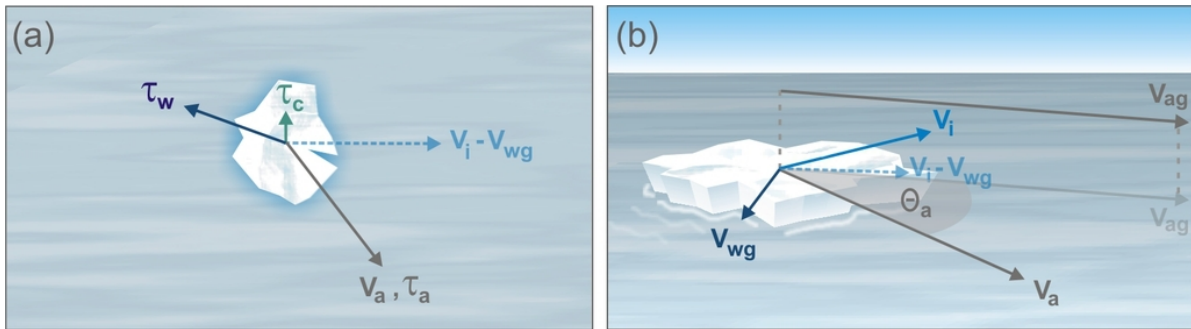 (a)
τw
τc
Vi - Vwg
Va , τa
(b)
Vag
Vi
Vi - Vwg
Θa
Vag
Vwg
Va